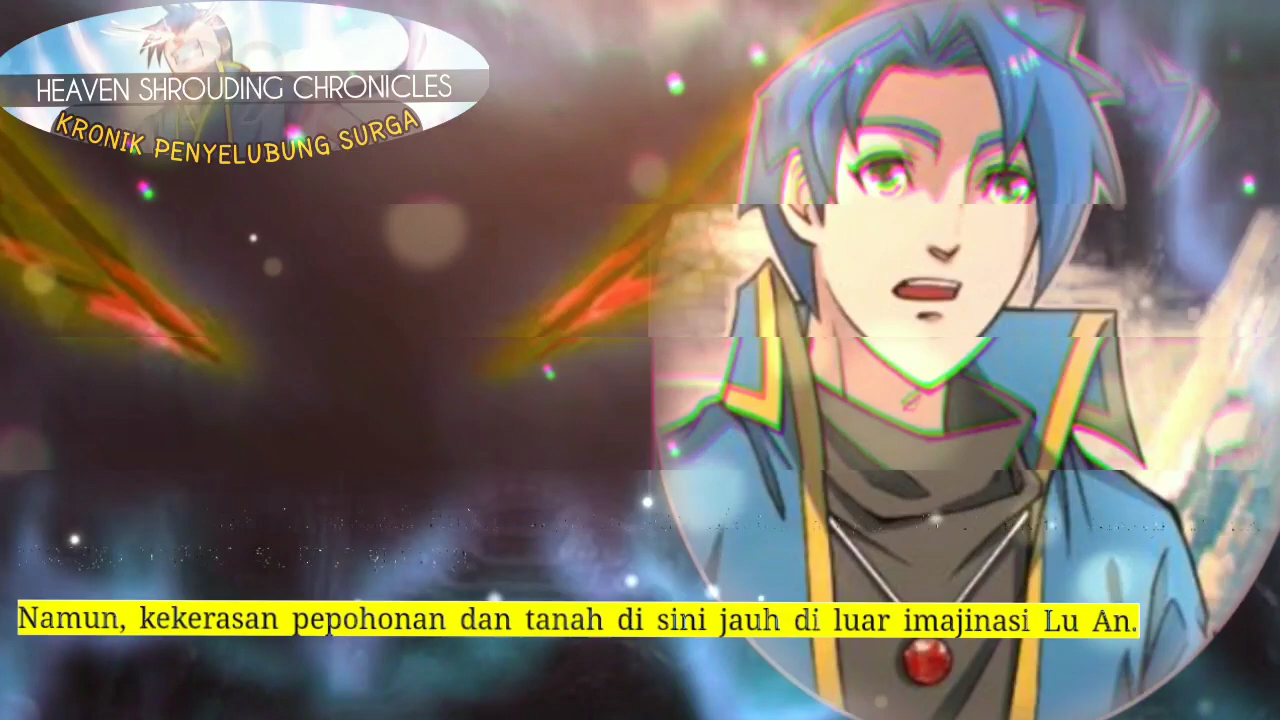 HEAVEN SHROUDING CHRONICLES
KRONIK PENYELUBUNG SURGA
Namun, kekerasan pepohonan dan tanah di sini jauh di luar imajinasi Lu An.